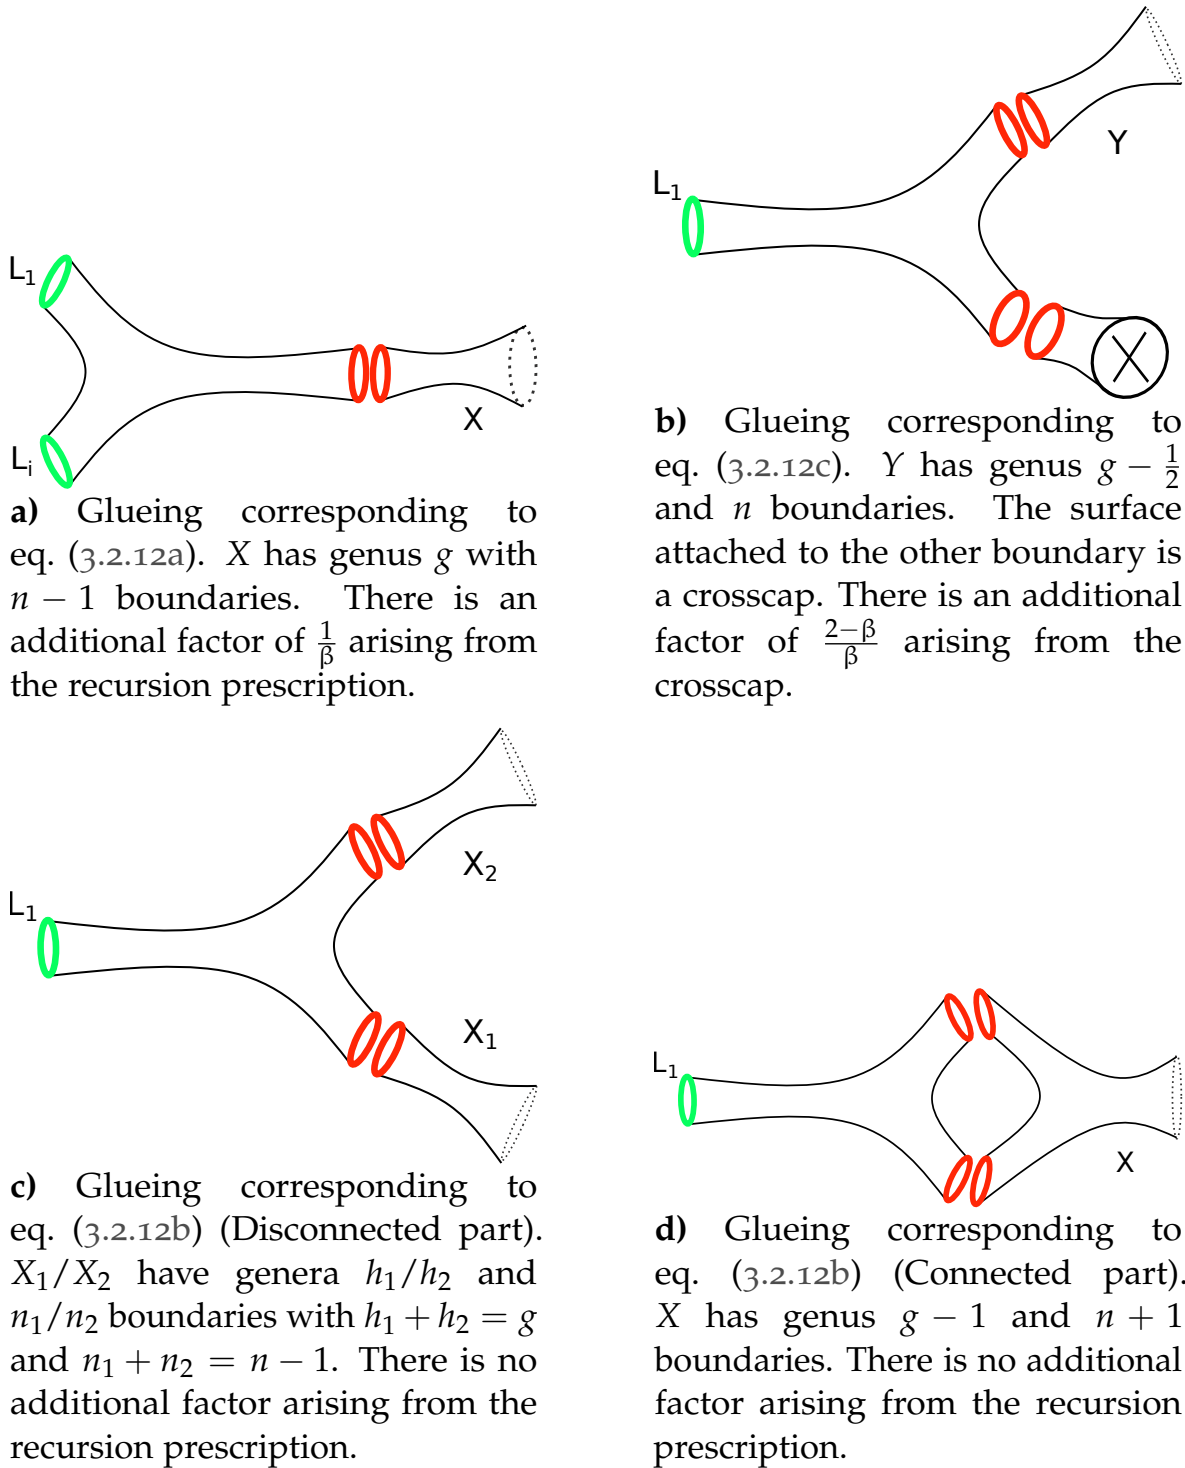 L1
Li
X
a) Glueing corresponding to
eq. (3.2.12a). X has genus g with
n − 1 boundaries. There is an
additional factor of 1/β arising from
the recursion prescription.
L1
Y
b) Glueing corresponding to
eq. (3.2.12c). Y has genus g − 1/2
and n boundaries. The surface
attached to the other boundary is
a crosscap. There is an additional
factor of 2−β/β arising from the
crosscap.
L1
X2
X1
c) Glueing corresponding to
eq. (3.2.12b) (Disconnected part).
X1/X2 have genera h1/h2 and
n1/n2 boundaries with h1 + h2 = g
and n1 + n2 = n − 1. There is no
additional factor arising from the
recursion prescription.
L1
X
d) Glueing corresponding to
eq. (3.2.12b) (Connected part).
X has genus g − 1 and n + 1
boundaries. There is no additional
factor arising from the recursion
prescription.